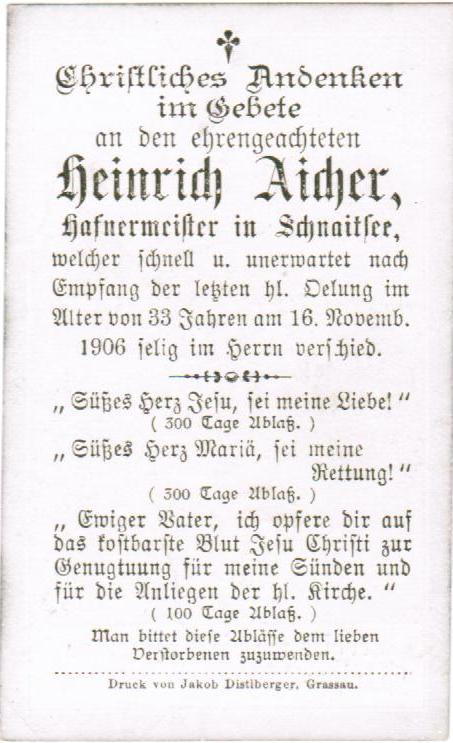 Christliches Andenken
im Gebete
an den ehrengeachteten
Heinrich Aicher,
Hafnermeister in Schnaitsee,
welcher schnell u. unerwartet nach
Empfang der letzten hl. Oelung im
Alter von 33 Jahren am 16. Novemb.
1906 selig im Herrn verschied.
„Süßes Herz Jesu, sei meine Liebe!“
( 300 Tage Ablaß. )
„Süßes Herz Mariä, sei meine
Rettung!“
( 300 Tage Ablaß. )
„Ewiger Vater, ich opfere dir auf
das kostbarste Blut Jesu Christi zur
Genugtuung für meine Sünden und
für die Anliegen der hl. Kirche.“
( 100 Tage Ablaß. )
Man bittet diese Ablässe dem lieben
Verstorbenen zuzuwenden.
Druck von Jakob Distlberger, Grassau.